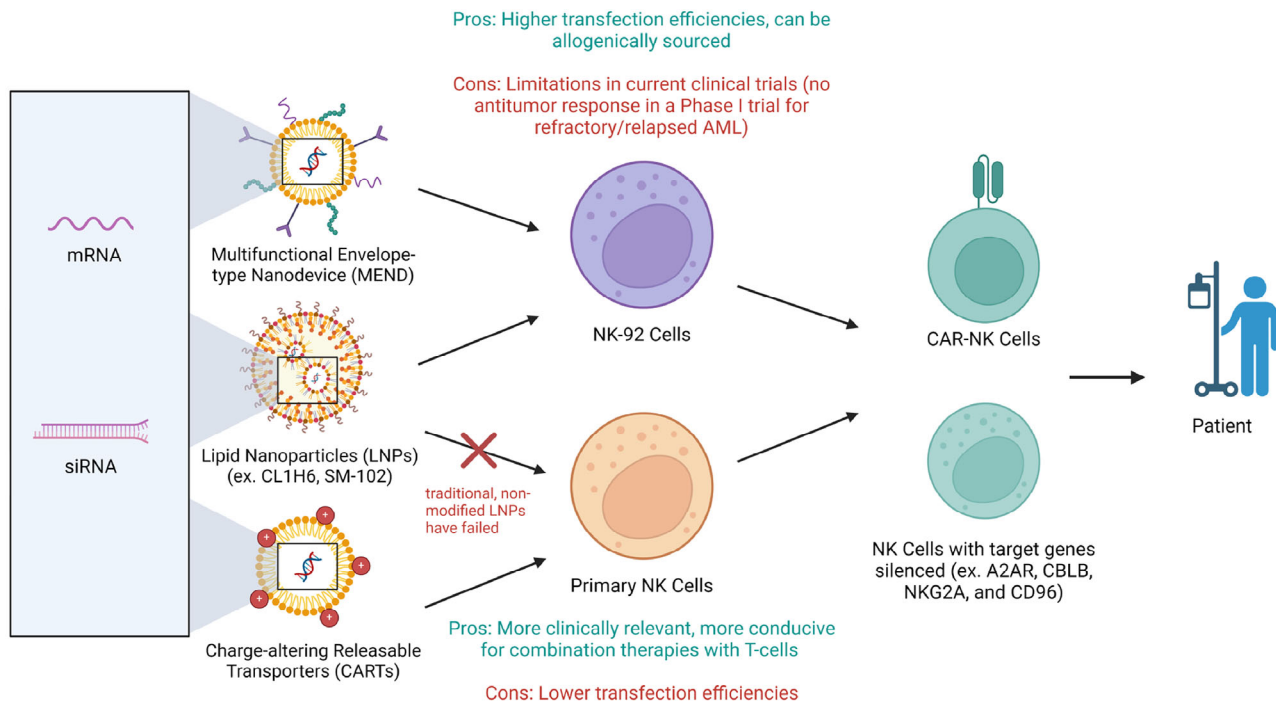 Pros: Higher transfection efficiencies, can be
allogenically sourced
Cons: Limitations in current clinical trials (no
antitumor response in a Phase I trial for
refractory/relapsed AML)
mRNA
siRNA
Multifunctional Envelope-
type Nanodevice (MEND)
Lipid Nanoparticles (LNPs)
(ex. CL1H6, SM-102)
traditional, non-
modified LNPs
have failed
+
+
+
+
+
Charge-altering Releasable
Transporters (CARTs)
NK-92 Cells
Primary NK Cells
Pros: More clinically relevant, more conducive
for combination therapies with T-cells
Cons: Lower transfection efficiencies
CAR-NK Cells
NK Cells with target genes
silenced (ex. A2AR, CBLB,
NKG2A, and CD96)
Patient